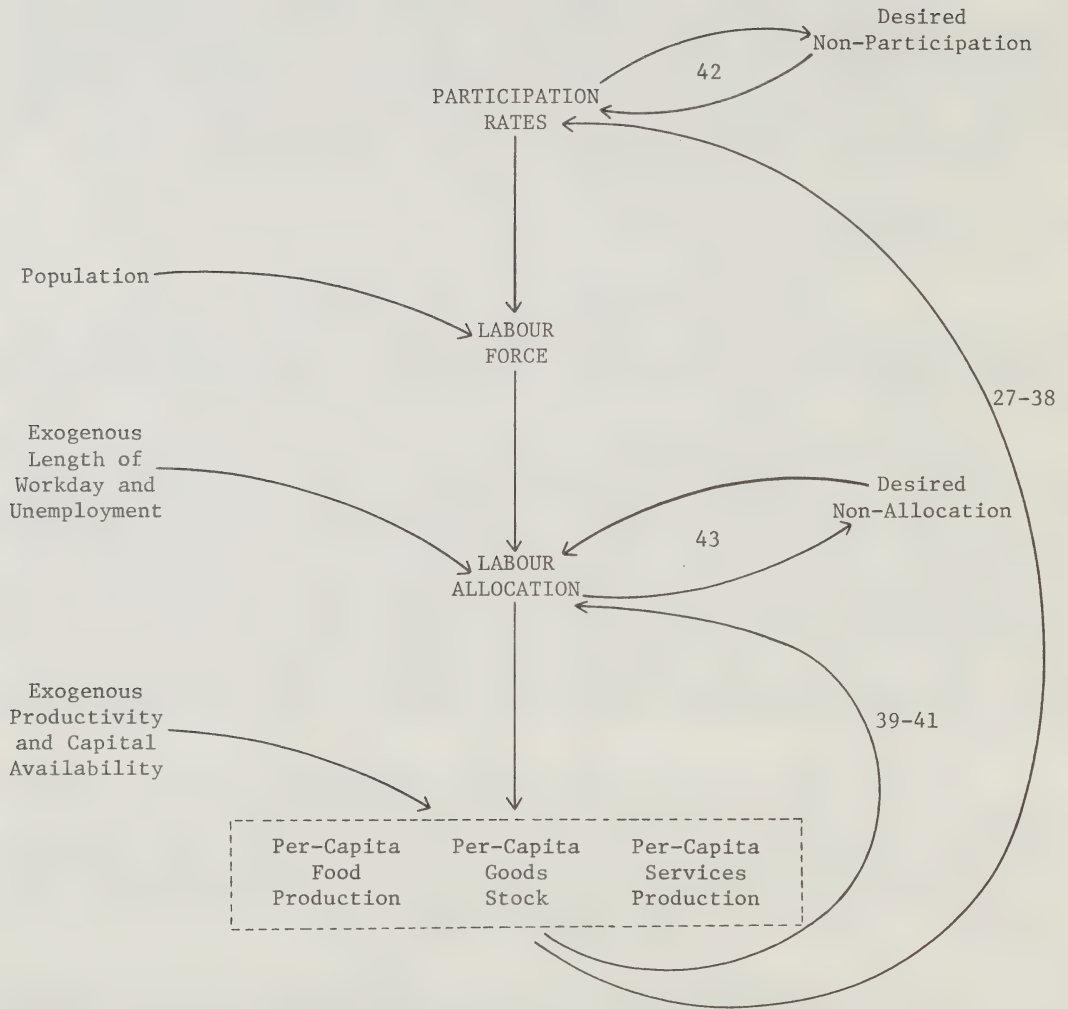 Desired
Non-Participation
42
PARTICIPATION
RATES
Population
LABOUR
FORCE
27-38
Exogenous
Length of
Workday and
Unemployment
Desired
Non-Allocation
43
LABOUR
ALLOCATION
Exogenous
Productivity
and Capital
Availability
39-41
Per-Capita
Food
Production
Per-Capita
Goods
Stock
Per-Capita
Services
Production